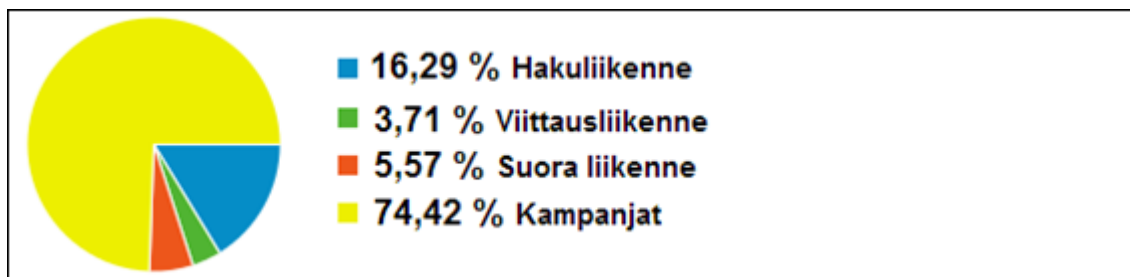 16,29 % Hakuliikenne
3,71 % Viittausliikenne
5,57 % Suora liikenne
74,42 % Kampanjat